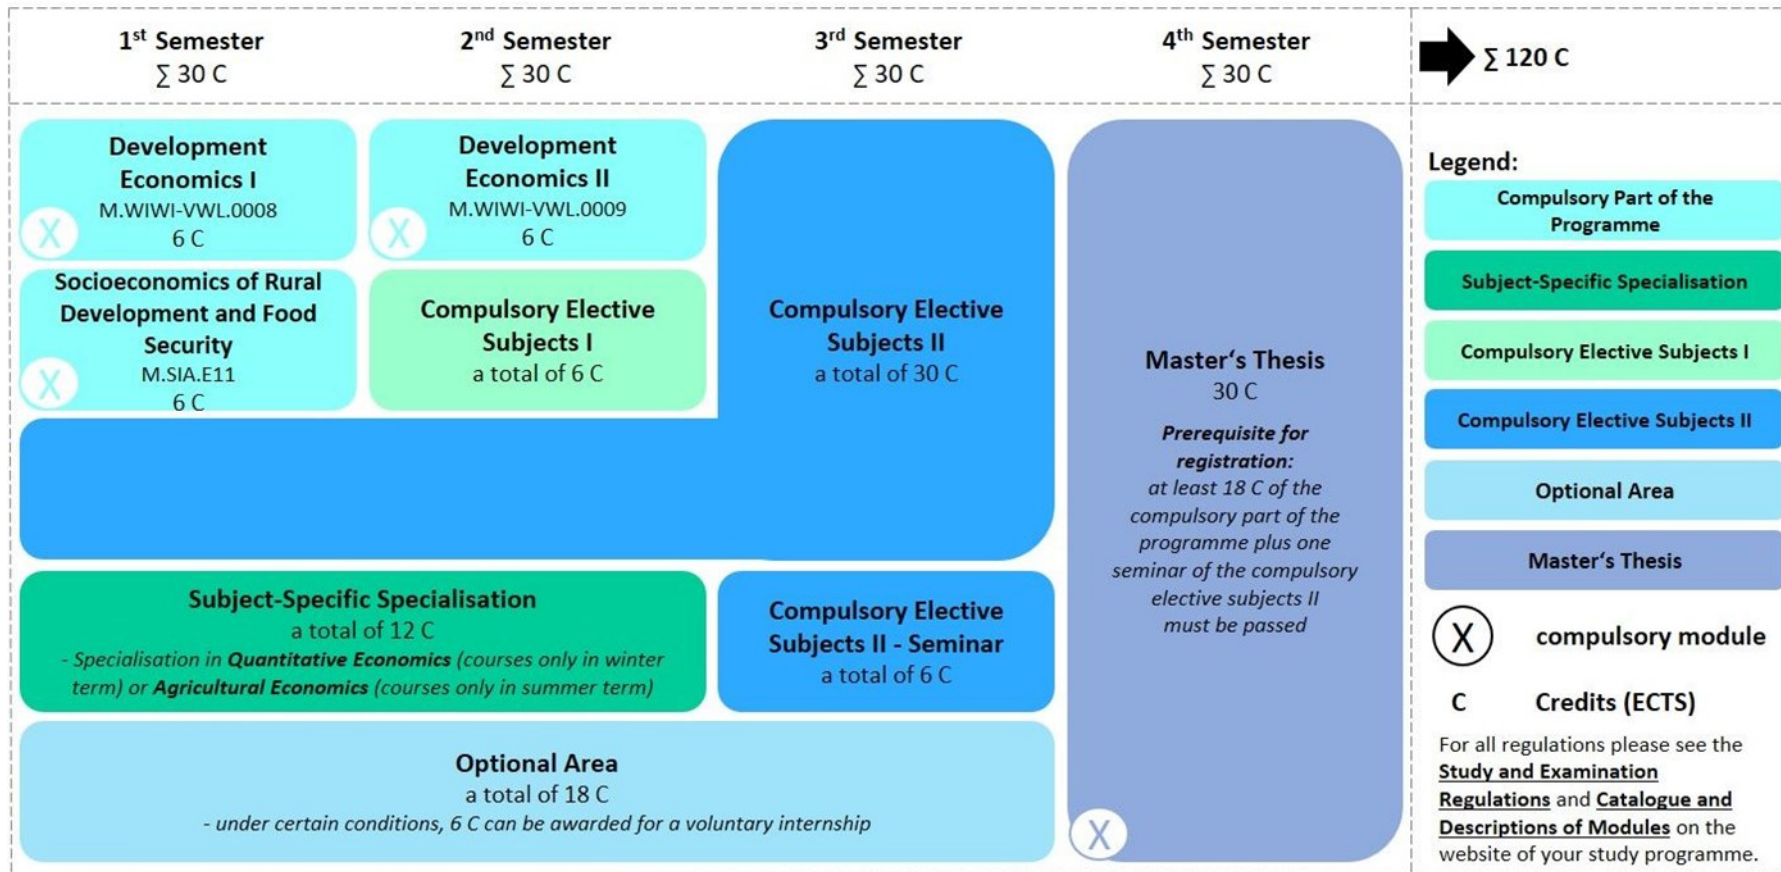 1st Semester
∑ 30 C
2nd Semester
∑ 30 C
3rd Semester
∑ 30 C
4th Semester
∑ 30 C
∑ 120 C
Development
Economics I
M.WIWI-VWL.0008
6 C
X
Development
Economics II
M.WIWI-VWL.0009
6 C
X
Socioeconomics of Rural
Development and Food
Security
M.SIA.E11
6 C
X
Compulsory Elective
Subjects I
a total of 6 C
Compulsory Elective
Subjects II
a total of 30 C
Master‘s Thesis
30 C
Prerequisite for
registration:
at least 18 C of the
compulsory part of the
programme plus one
seminar of the compulsory
elective subjects II
must be passed
X
Subject-Specific Specialisation
a total of 12 C
- Specialisation in Quantitative Economics (courses only in winter
term) or Agricultural Economics (courses only in summer term)
Compulsory Elective
Subjects II - Seminar
a total of 6 C
Optional Area
a total of 18 C
- under certain conditions, 6 C can be awarded for a voluntary internship
Legend:
Compulsory Part of the
Programme
Subject-Specific Specialisation
Compulsory Elective Subjects I
Compulsory Elective Subjects II
Optional Area
Master‘s Thesis
X compulsory module
C Credits (ECTS)
For all regulations please see the
Study and Examination
Regulations and Catalogue and
Descriptions of Modules on the
website of your study programme.